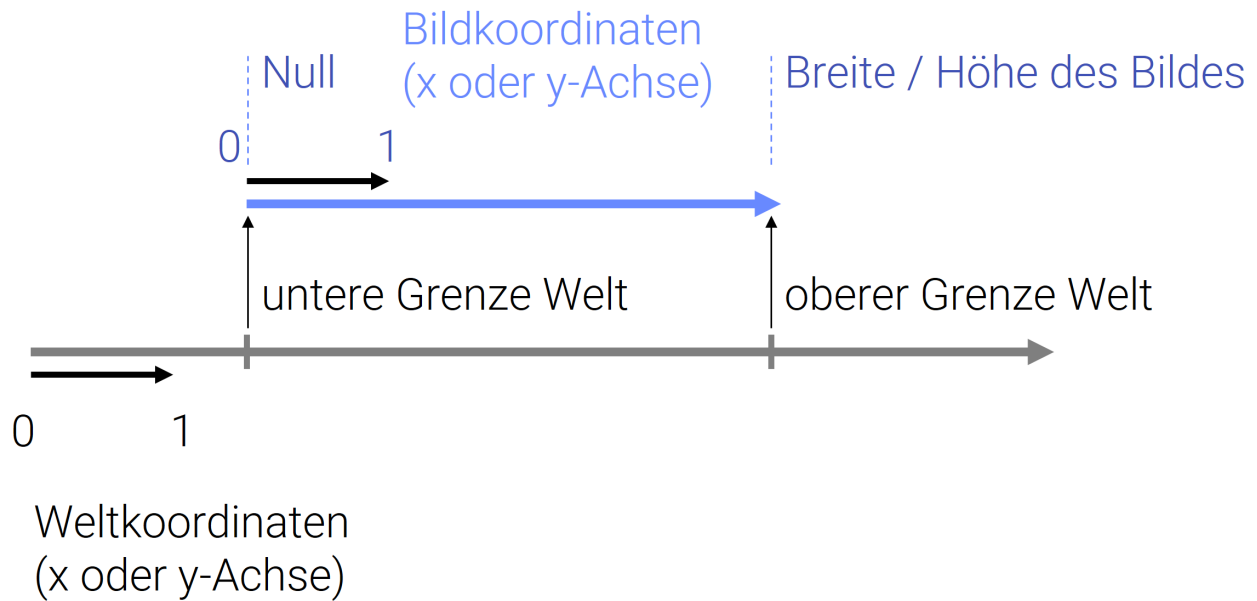 Bildkoordinaten
(x oder y-Achse)
Null
Breite / Höhe des Bildes
0
1
untere Grenze Welt
oberer Grenze Welt
0
1
Weltkoordinaten
(x oder y-Achse)